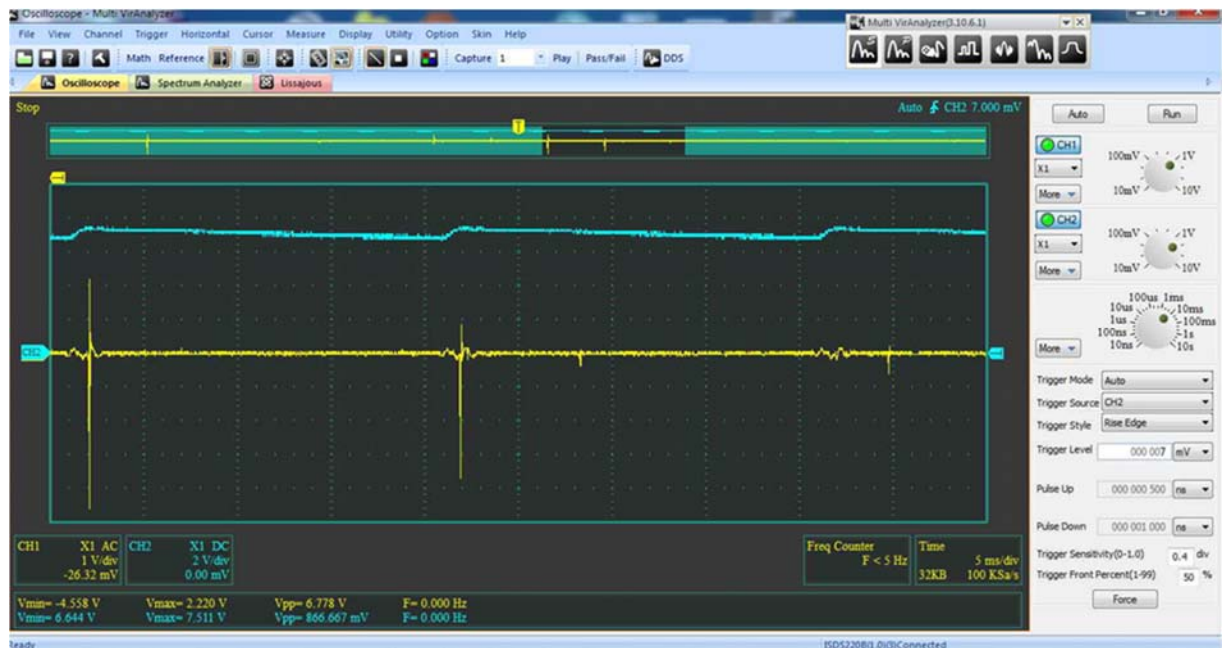 Oscilloscope - Multi VirAnalyzer
Multi VirAnalyzer(3.10.6.1)
File View Channel Trigger Horizontal Cursor Measure Display Utility Option Skin Help
Math Reference Capture 1 Play Pass/Fail DDS
Oscilloscope Spectrum Analyzer Lissajous
Stop
Auto CH2 7.000 mV
T
Auto Run
CH1
X1
More
100mV 1V
10mV 10V
CH2
X1
More
100mV 1V
10mV 10V
100us 1ms
10us 10ms
1us 100ms
100ns 1s
10ns 10s
More
CH2
Trigger Mode Auto
Trigger Source CH2
Trigger Style Rise Edge
Trigger Level 000 007 mV
Pulse Up 000 000 500 ns
Pulse Down 000 001 000 ns
Trigger Sensitivity(0-1.0) 0.4 div
Trigger Front Percent(1-99) 50 %
Force
CH1 X1 AC
1 V/div
-26.32 mV
CH2 X1 DC
2 V/div
0.00 mV
Freq Counter
F < 5 Hz
Time
5 ms/div
32KB 100 KSa/s
Vmin= -4.558 V Vmax= 2.220 V Vpp= 6.778 V F= 0.000 Hz
Vmin= 6.644 V Vmax= 7.511 V Vpp= 866.667 mV F= 0.000 Hz
Ready